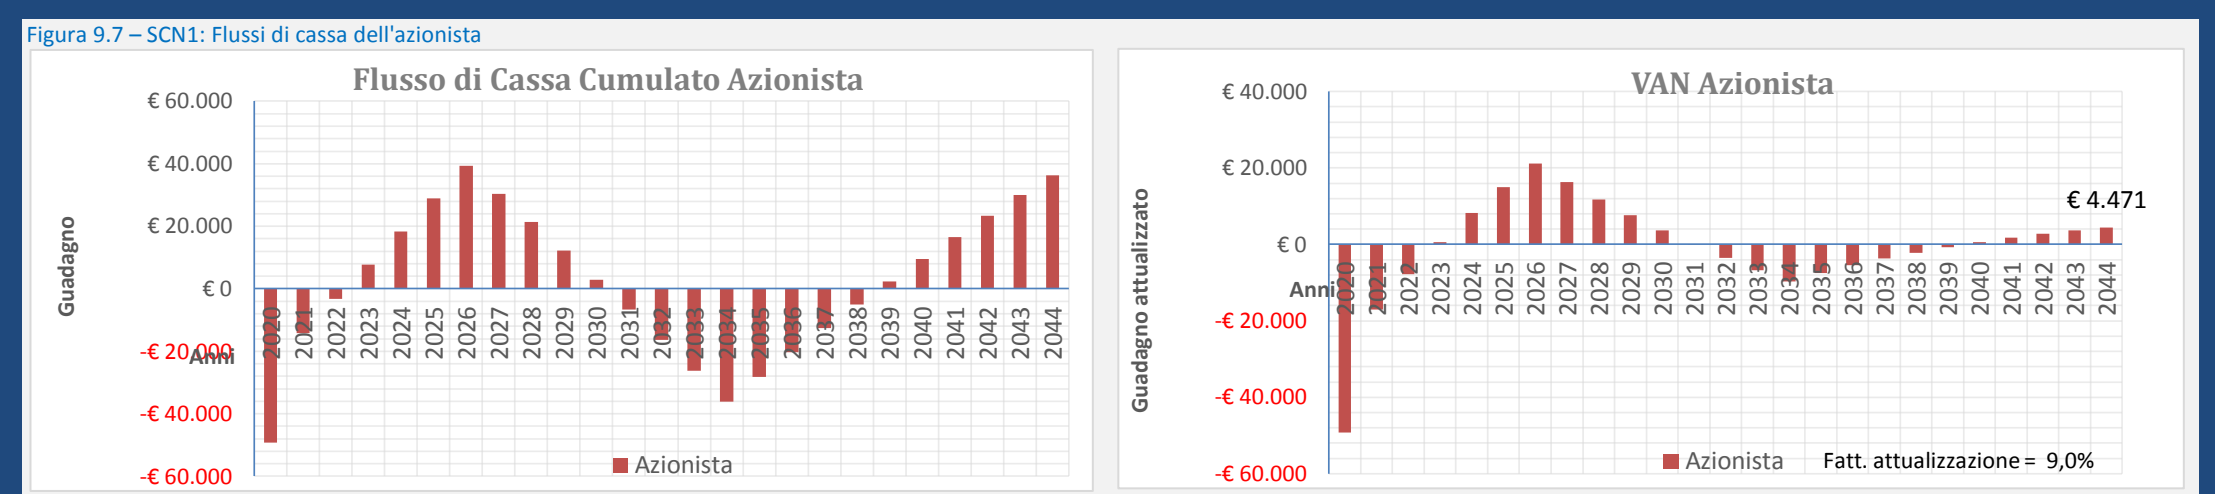 Figura 9.7 – SCN1: Flussi di cassa dell'azionista
Flusso di Cassa Cumulato Azionista
Guadagno
€ 60.000
€ 40.000
€ 20.000
€ 0
-€ 20.000
-€ 40.000
-€ 60.000
Anni
2020 2021 2022 2023 2024 2025 2026 2027 2028 2029 2030 2031 2032 2033 2034 2035 2036 2037 2038 2039 2040 2041 2042 2043 2044
Azionista
VAN Azionista
Guadagno attualizzato
€ 40.000
€ 20.000
€ 0
-€ 20.000
-€ 40.000
-€ 60.000
€ 4.471
Anni
2020 2021 2022 2023 2024 2025 2026 2027 2028 2029 2030 2031 2032 2033 2034 2035 2036 2037 2038 2039 2040 2041 2042 2043 2044
Azionista
Fatt. attualizzazione = 9,0%